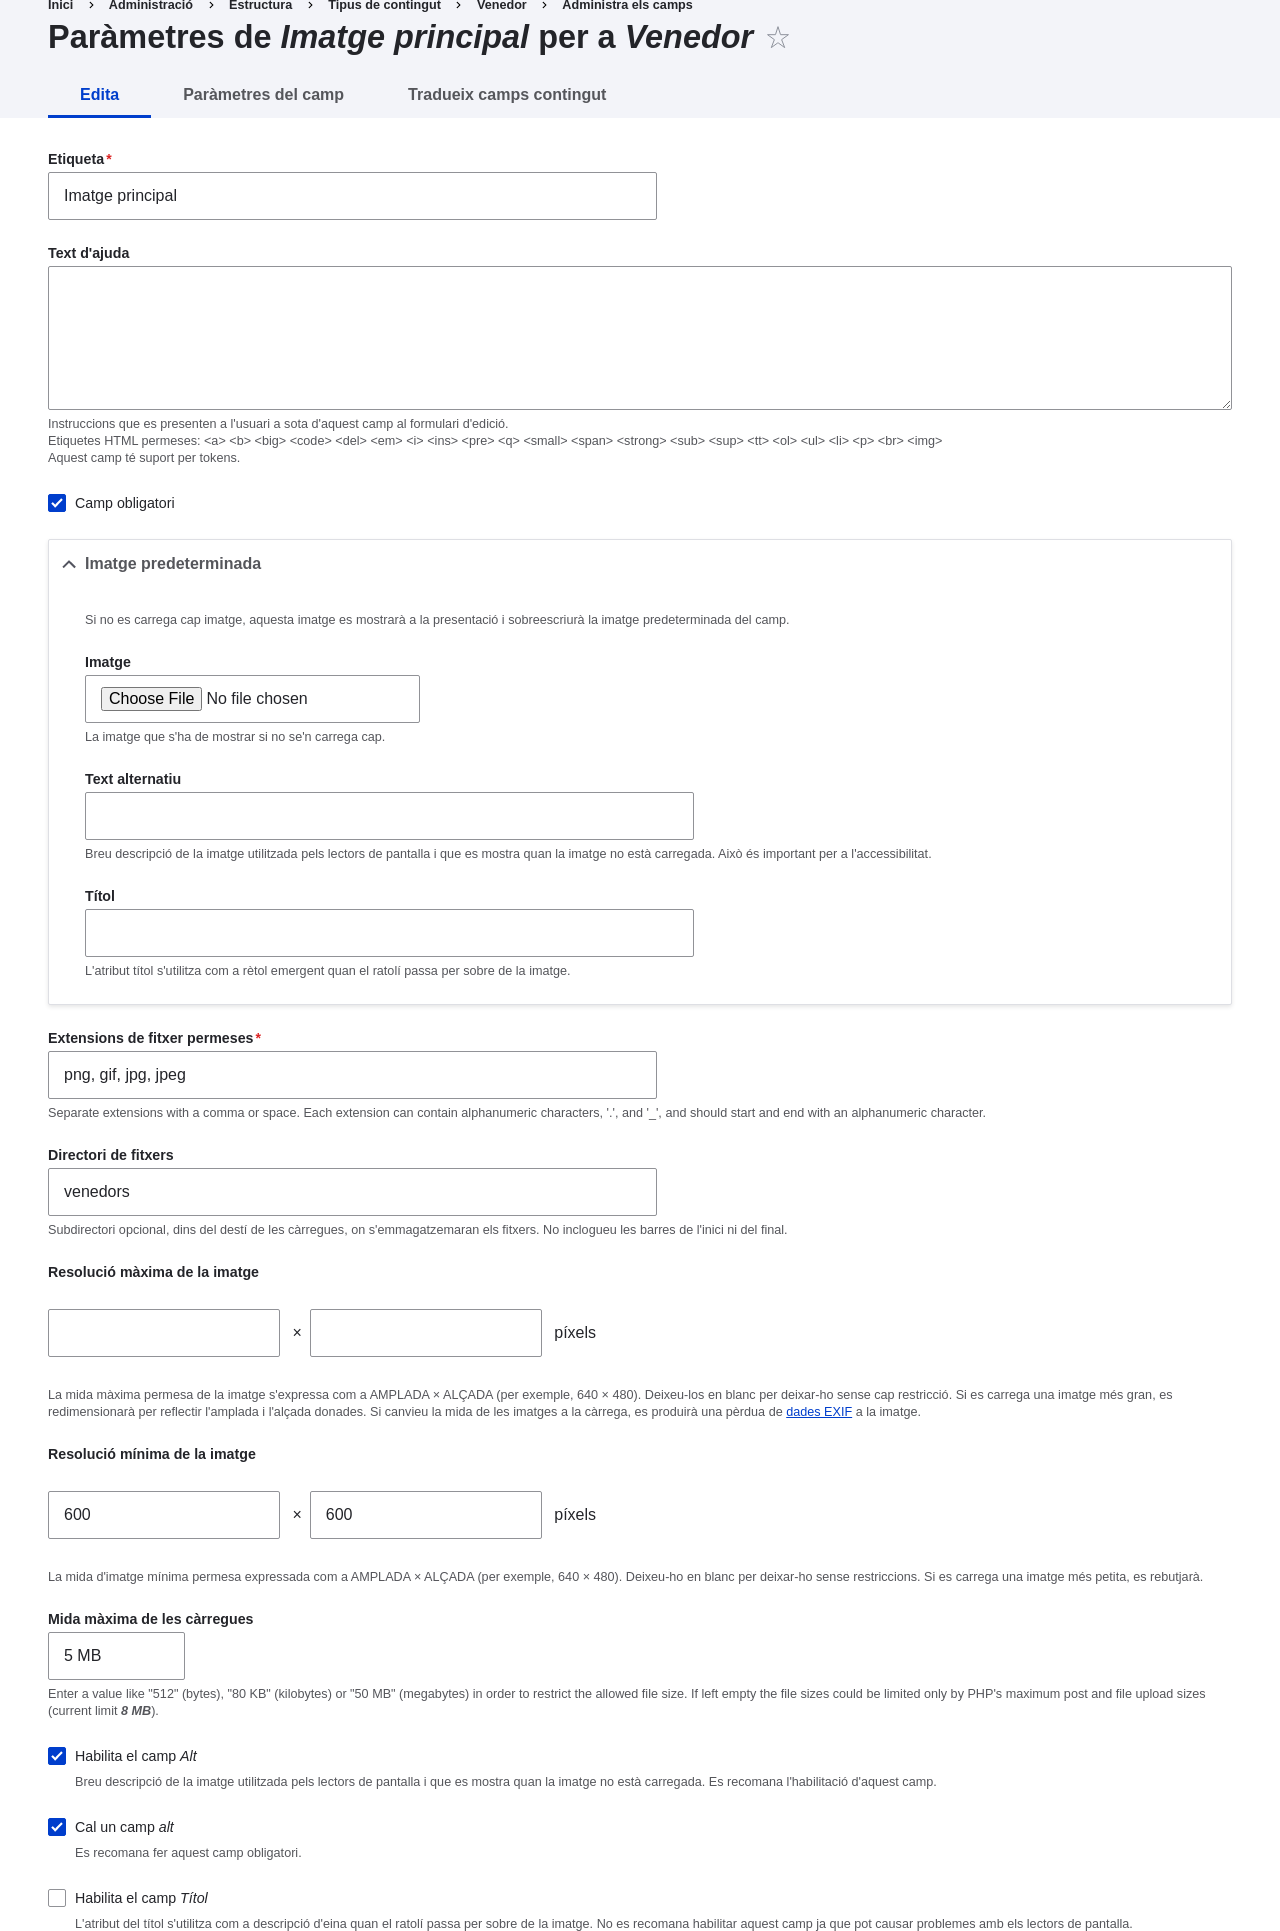 Inici › Administració › Estructura › Tipus de contingut › Venedor › Administra els camps
Paràmetres de Imatge principal per a Venedor ☆
Edita Paràmetres del camp Tradueix camps contingut
Etiqueta*
Imatge principal
Text d'ajuda
Instruccions que es presenten a l'usuari a sota d'aquest camp al formulari d'edició.
Etiquetes HTML permeses: <a> <b> <big> <code> <del> <em> <i> <ins> <pre> <q> <small> <span> <strong> <sub> <sup> <tt> <ol> <ul> <li> <p> <br> <img>
Aquest camp té suport per tokens.
Camp obligatori
Imatge predeterminada
Si no es carrega cap imatge, aquesta imatge es mostrarà a la presentació i sobreescriurà la imatge predeterminada del camp.
Imatge
Choose File No file chosen
La imatge que s'ha de mostrar si no se'n carrega cap.
Text alternatiu
Breu descripció de la imatge utilitzada pels lectors de pantalla i que es mostra quan la imatge no està carregada. Això és important per a l'accessibilitat.
Títol
L'atribut títol s'utilitza com a rètol emergent quan el ratolí passa per sobre de la imatge.
Extensions de fitxer permeses*
png, gif, jpg, jpeg
Separate extensions with a comma or space. Each extension can contain alphanumeric characters, '.', and '_', and should start and end with an alphanumeric character.
Directori de fitxers
venedors
Subdirectori opcional, dins del destí de les càrregues, on s'emmagatzemaran els fitxers. No inclogueu les barres de l'inici ni del final.
Resolució màxima de la imatge
× píxels
La mida màxima permesa de la imatge s'expressa com a AMPLADA × ALÇADA (per exemple, 640 × 480). Deixeu-los en blanc per deixar-ho sense cap restricció. Si es carrega una imatge més gran, es
redimensionarà per reflectir l'amplada i l'alçada donades. Si canvieu la mida de les imatges a la càrrega, es produirà una pèrdua de dades EXIF a la imatge.
Resolució mínima de la imatge
600 × 600 píxels
La mida d'imatge mínima permesa expressada com a AMPLADA × ALÇADA (per exemple, 640 × 480). Deixeu-ho en blanc per deixar-ho sense restriccions. Si es carrega una imatge més petita, es rebutjarà.
Mida màxima de les càrregues
5 MB
Enter a value like "512" (bytes), "80 KB" (kilobytes) or "50 MB" (megabytes) in order to restrict the allowed file size. If left empty the file sizes could be limited only by PHP's maximum post and file upload sizes
(current limit 8 MB).
Habilita el camp Alt
Breu descripció de la imatge utilitzada pels lectors de pantalla i que es mostra quan la imatge no està carregada. Es recomana l'habilitació d'aquest camp.
Cal un camp alt
Es recomana fer aquest camp obligatori.
Habilita el camp Títol
L'atribut del títol s'utilitza com a descripció d'eina quan el ratolí passa per sobre de la imatge. No es recomana habilitar aquest camp ja que pot causar problemes amb els lectors de pantalla.